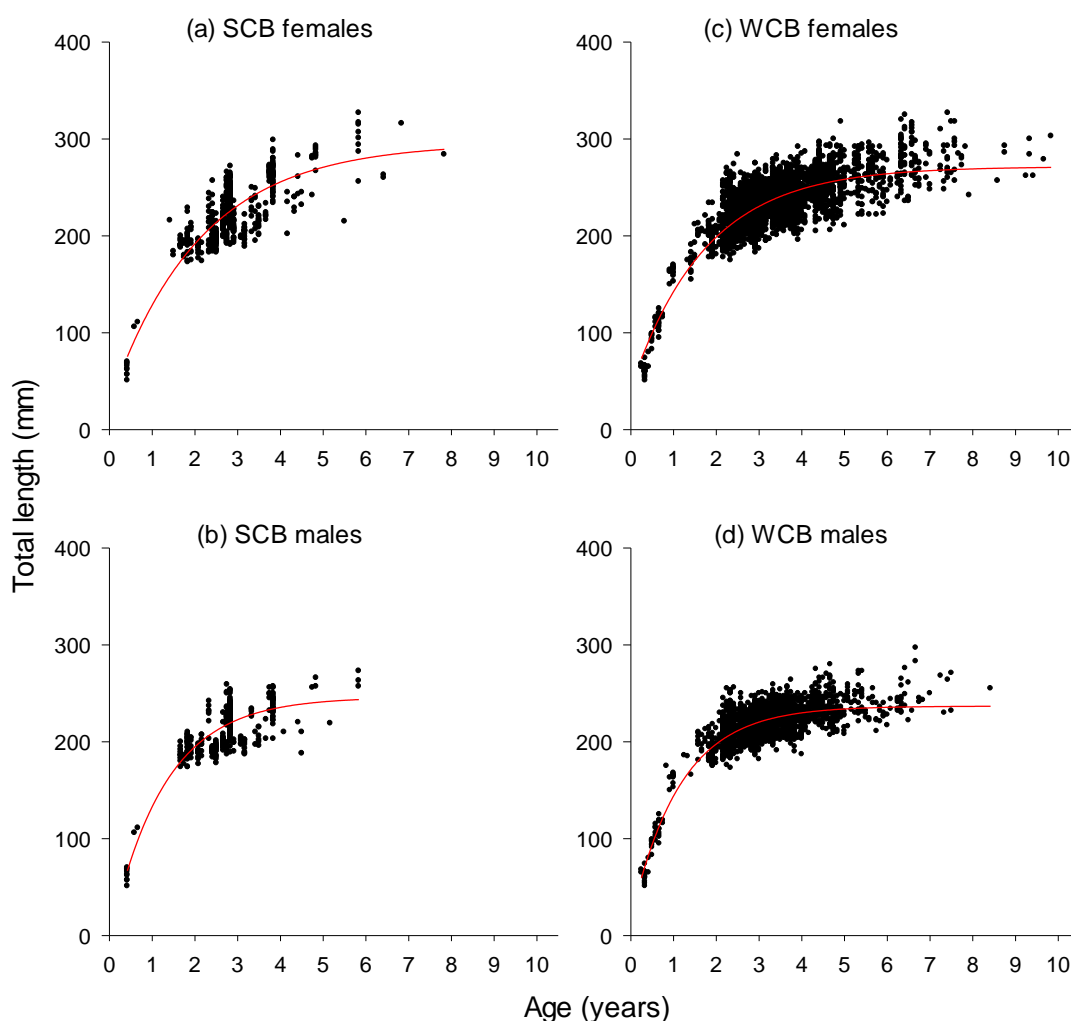 (a) SCB females
400
300
200
100
0
0 1 2 3 4 5 6 7 8 9 10
(c) WCB females
400
300
200
100
0
0 1 2 3 4 5 6 7 8 9 10
(b) SCB males
400
300
200
100
0
0 1 2 3 4 5 6 7 8 9 10
(d) WCB males
400
300
200
100
0
0 1 2 3 4 5 6 7 8 9 10
Total length (mm)
Age (years)